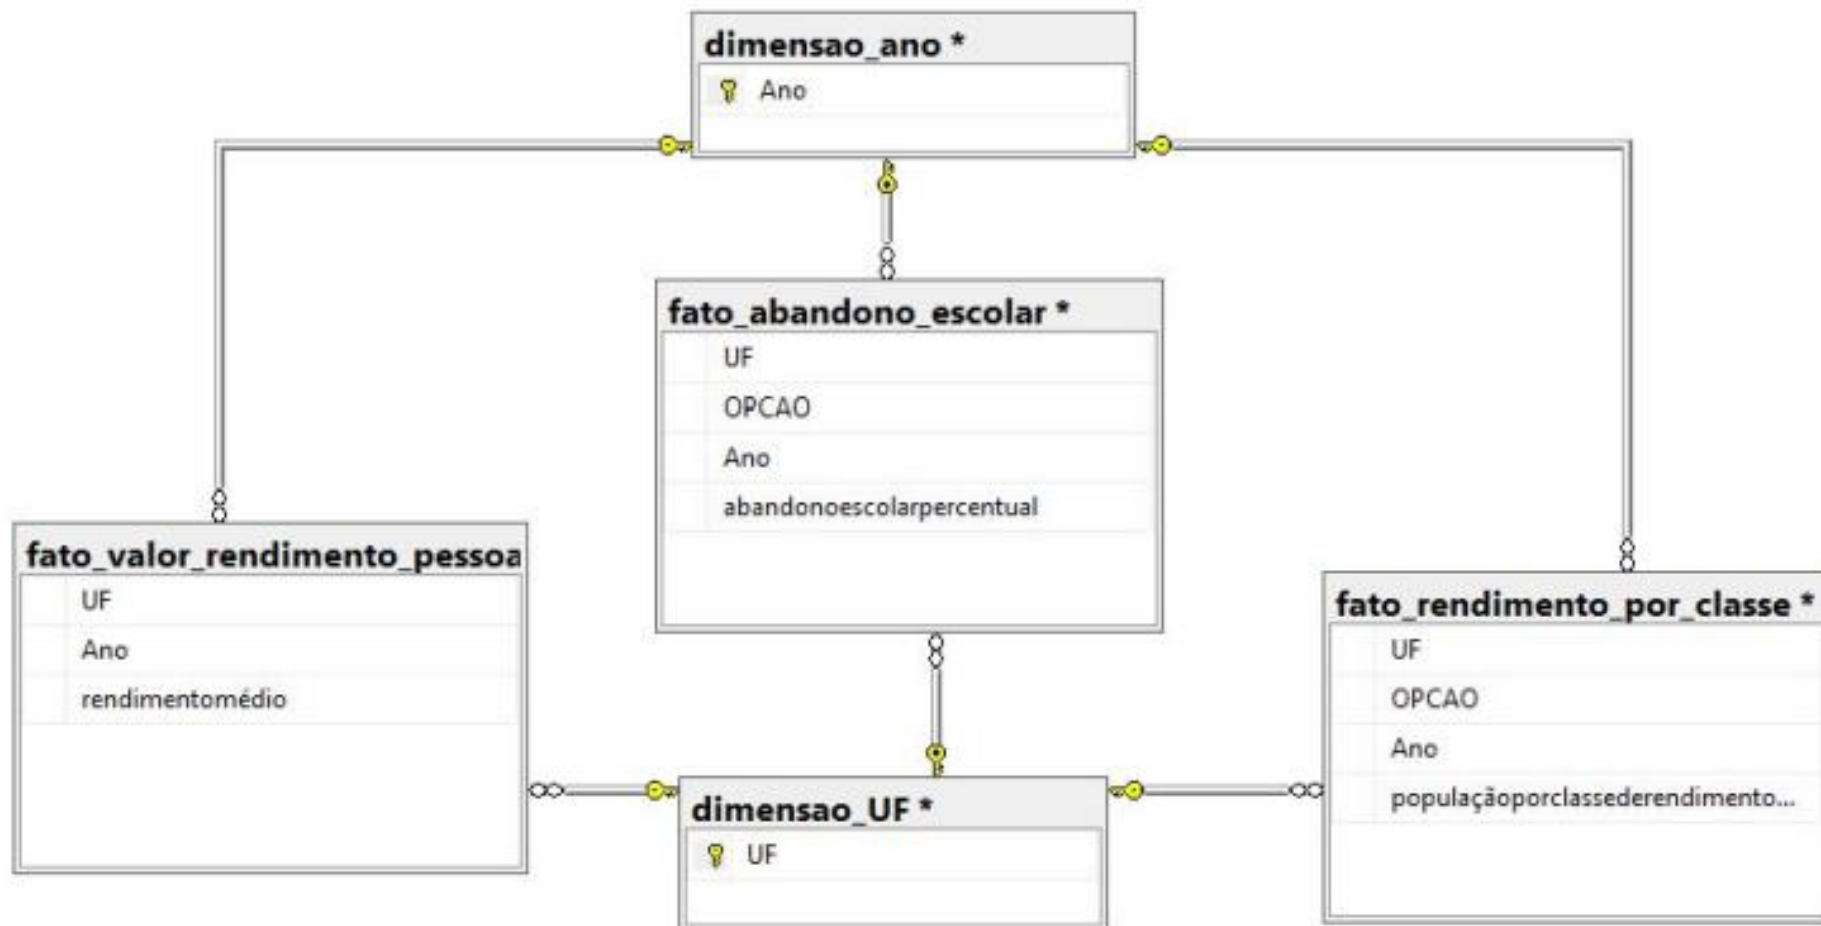 dimensao_ano *
Ano
fato_abandono_escolar *
UF
OPCAO
Ano
abandonoescolarpercentual
fato_valor_rendimento_pessoa
UF
Ano
rendimentomédio
fato_rendimento_por_classe *
UF
OPCAO
Ano
populaçãoporclassederendimento...
dimensao_UF *
UF